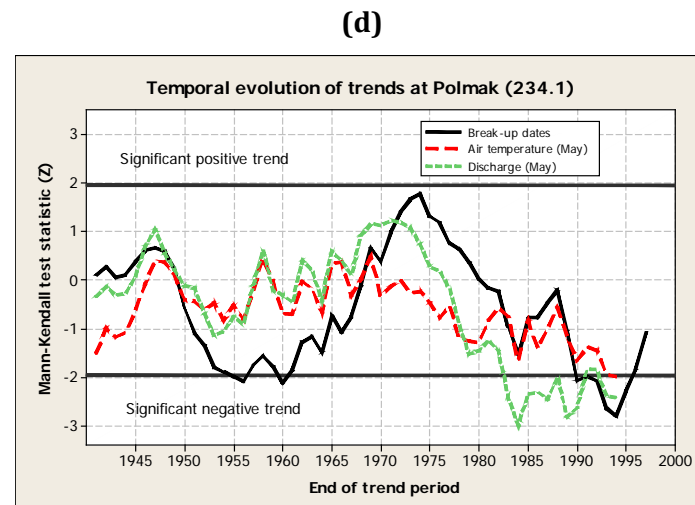 (d)
Temporal evolution of trends at Polmak (234.1)
Mann-Kendall test statistic (Z)
3
2
1
0
-1
-2
-3
Break-up dates
Air temperature (May)
Discharge (May)
Significant positive trend
Significant negative trend
1945 1950 1955 1960 1965 1970 1975 1980 1985 1990 1995 2000
End of trend period